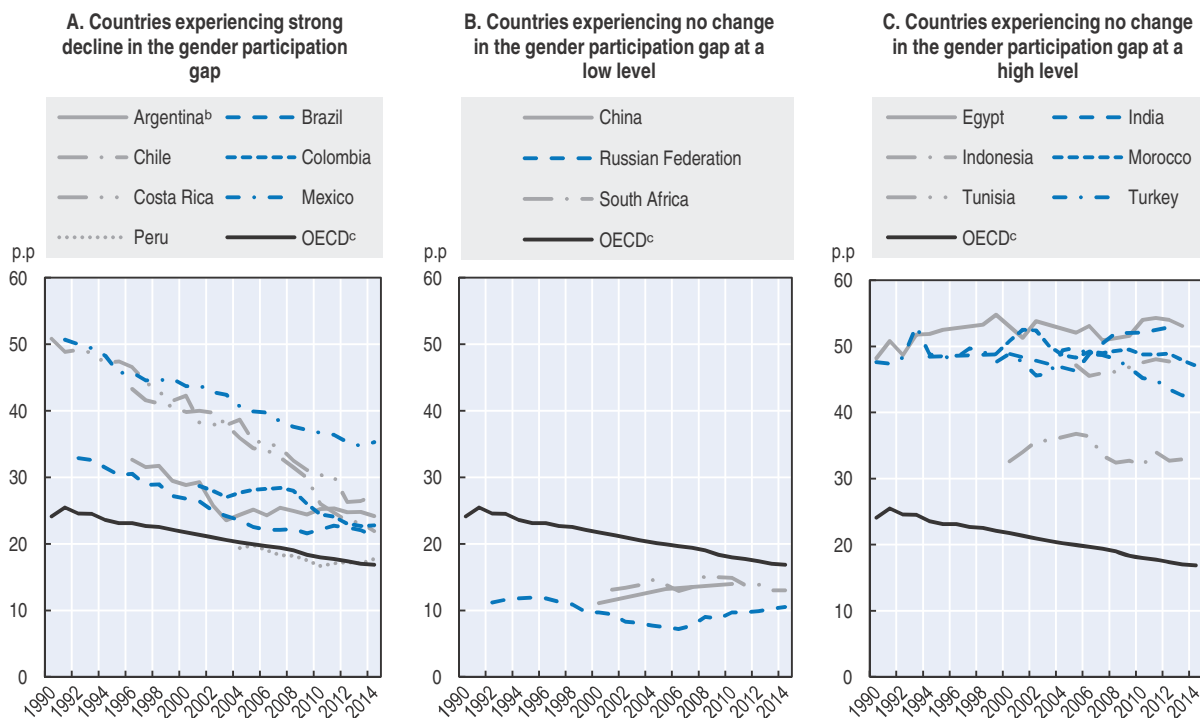 A. Countries experiencing strong
decline in the gender participation
gap
Argentinaᵇ Brazil
Chile Colombia
Costa Rica Mexico
Peru OECDᶜ
p.p
60
50
40
30
20
10
0
1990 1992 1994 1996 1998 2000 2002 2004 2006 2008 2010 2012 2014
B. Countries experiencing no change
in the gender participation gap at a
low level
China
Russian Federation
South Africa
OECDᶜ
p.p
60
50
40
30
20
10
0
1990 1992 1994 1996 1998 2000 2002 2004 2006 2008 2010 2012 2014
C. Countries experiencing no change
in the gender participation gap at a
high level
Egypt India
Indonesia Morocco
Tunisia Turkey
OECDᶜ
p.p
60
50
40
30
20
10
0
1990 1992 1994 1996 1998 2000 2002 2004 2006 2008 2010 2012 2014